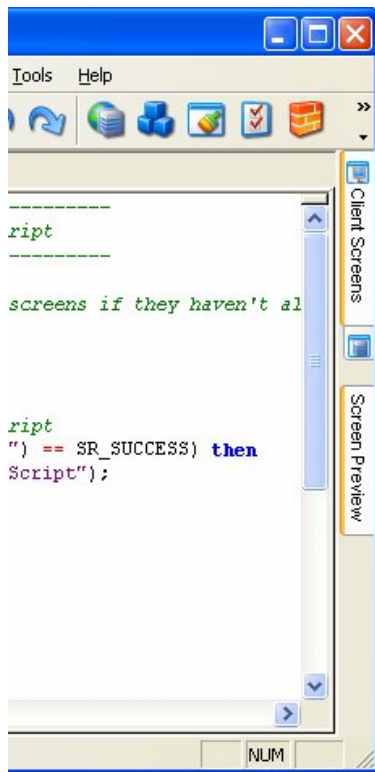 Tools Help
»
---------
ript
---------
screens if they haven't al
ript
") == SR_SUCCESS) then
Script");
Client Screens
Screen Preview
NUM